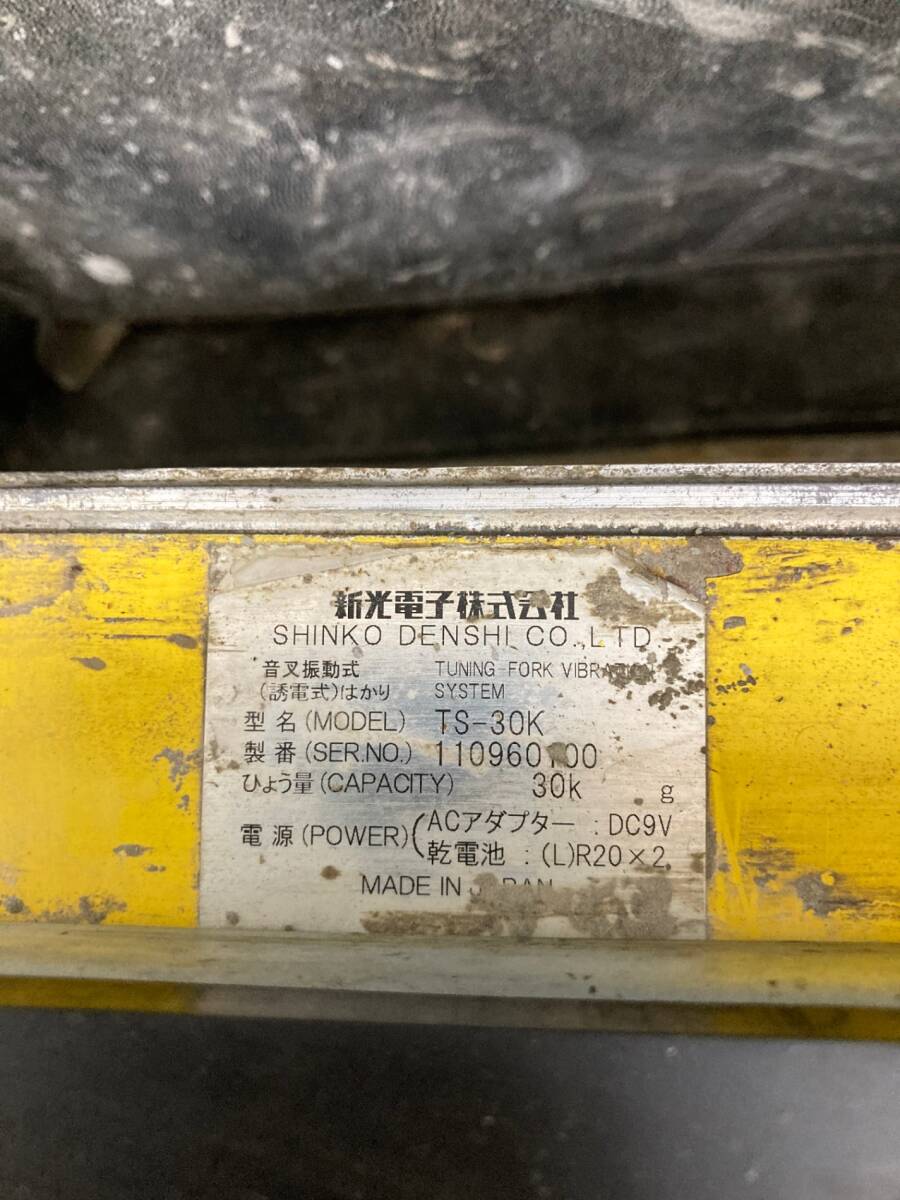 新光電子株式会社
SHINKO DENSHI CO.,LTD
音叉振動式 TUNING FORK
(誘電式)はかり SYSTEM
型名(MODEL) TS-30K
製番(SER.NO.)
ひょう量(CAPACITY) 30k g
電源(POWER) ACアダプター : DC9V
乾電池 : (L)R20×2
MADE IN